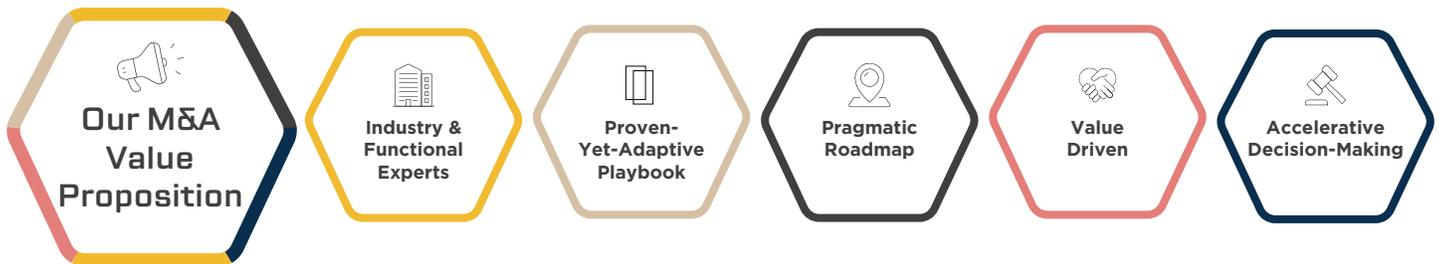 Our M&A
Value
Proposition
Industry &
Functional
Experts
Proven-
Yet-Adaptive
Playbook
Pragmatic
Roadmap
Value
Driven
Accelerative
Decision-Making